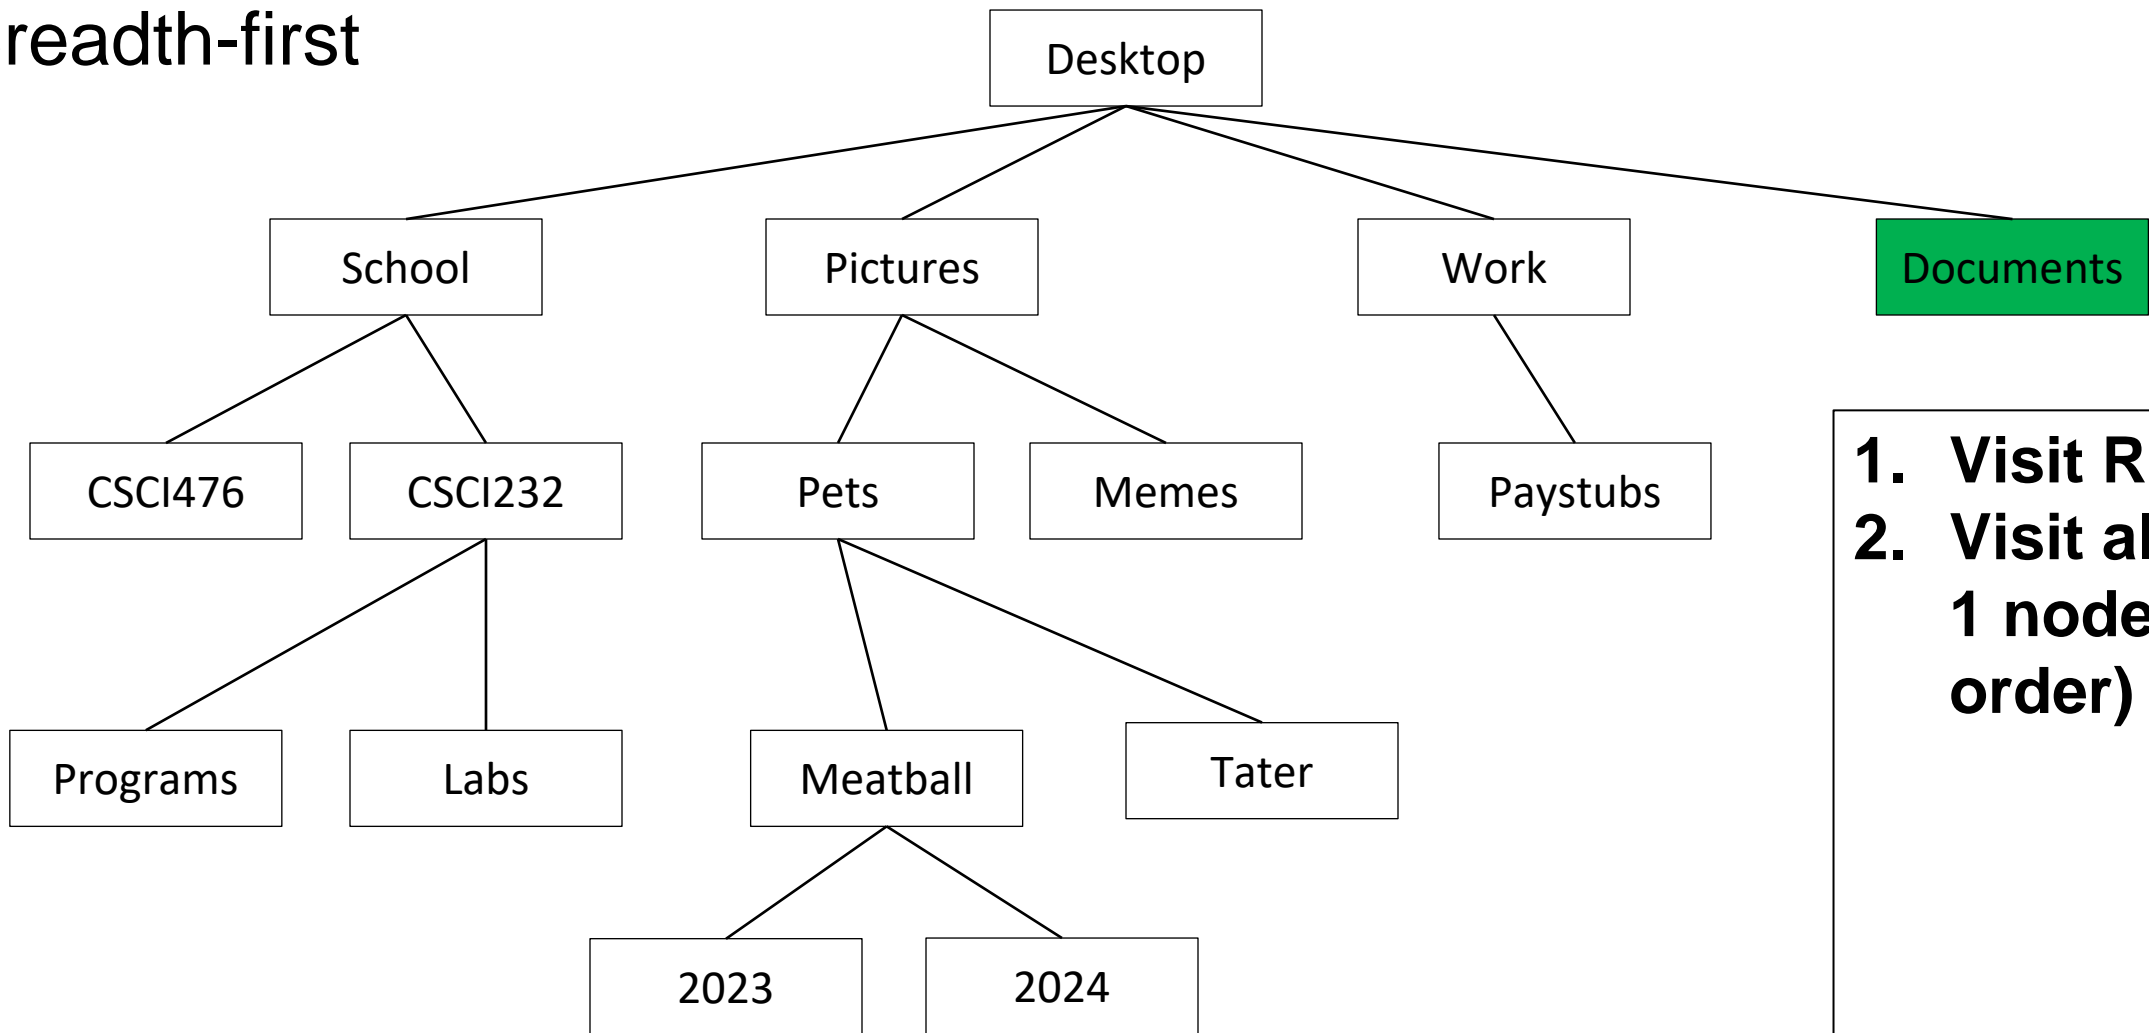 readth-first
Desktop
School
Pictures
Work
Documents
CSCI476
CSCI232
Pets
Memes
Paystubs
1. Visit R
2. Visit al
1 node
order)
Programs
Labs
Meatball
Tater
2023
2024